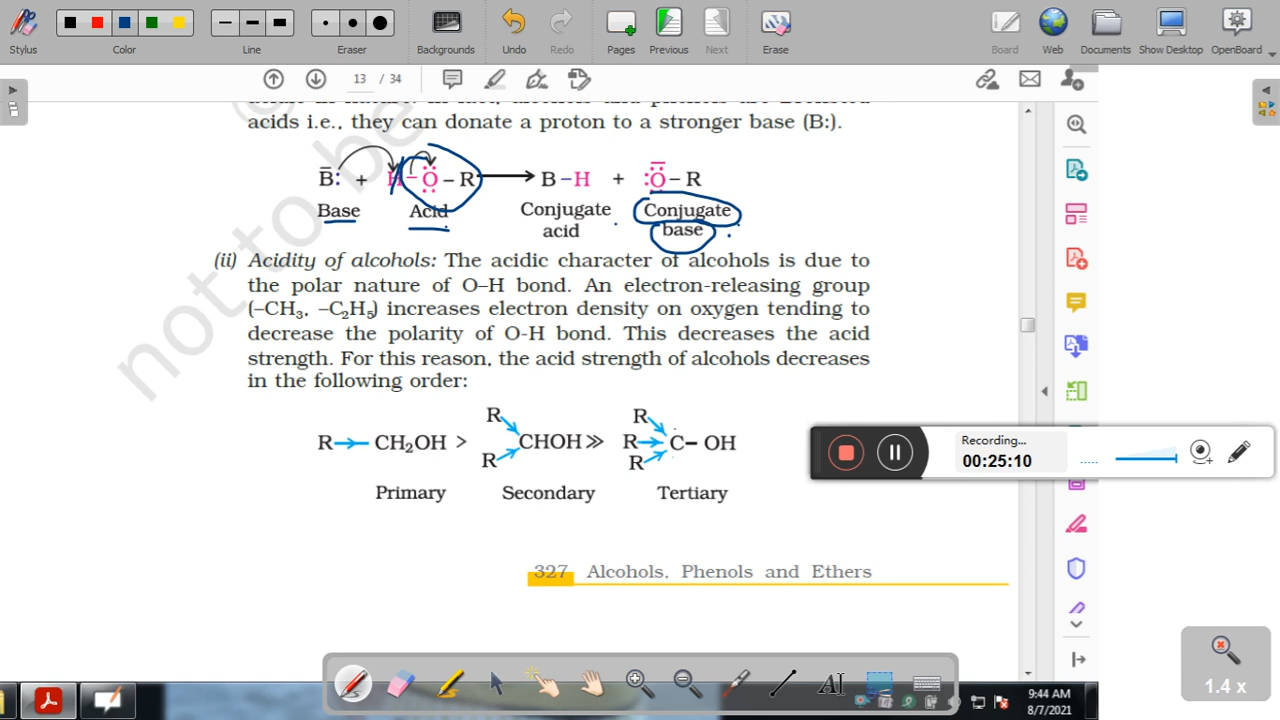 Stylus Color Line Eraser Backgrounds Undo Redo Pages Previous Next Erase Board Web Documents Show Desktop OpenBoard
13 / 34
acids i.e., they can donate a proton to a stronger base (B:).
B̅: + H–Ö–R → B–H + :Ö̅–R
Base Acid Conjugate acid Conjugate base
(ii) Acidity of alcohols: The acidic character of alcohols is due to
the polar nature of O–H bond. An electron-releasing group
(–CH₃, –C₂H₅) increases electron density on oxygen tending to
decrease the polarity of O-H bond. This decreases the acid
strength. For this reason, the acid strength of alcohols decreases
in the following order:
R R
R CH₂OH > CHOH >> R C – OH
R R
Primary Secondary Tertiary
Recording...
00:25:10
327 Alcohols, Phenols and Ethers
not to be
1.4 x
9:44 AM
8/7/2021